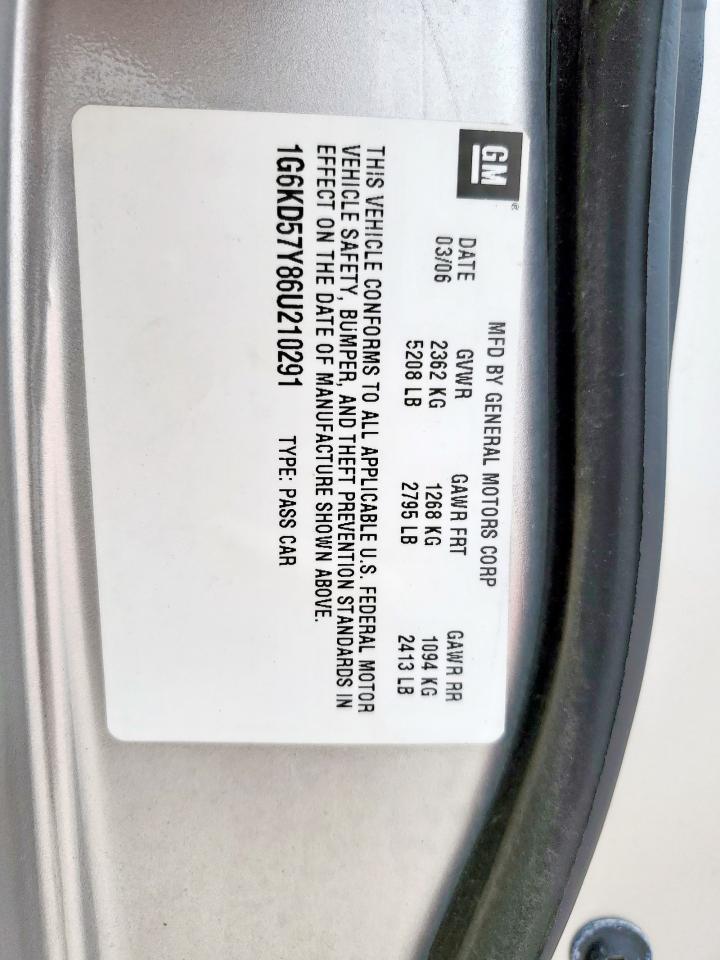 GM®
MFD BY GENERAL MOTORS CORP
DATE GVWR GAWR FRT GAWR RR
03/06 2362 KG 1268 KG 1094 KG
5208 LB 2795 LB 2413 LB
THIS VEHICLE CONFORMS TO ALL APPLICABLE U.S. FEDERAL MOTOR
VEHICLE SAFETY, BUMPER, AND THEFT PREVENTION STANDARDS IN
EFFECT ON THE DATE OF MANUFACTURE SHOWN ABOVE.
1G6KD57Y86U210291 TYPE: PASS CAR